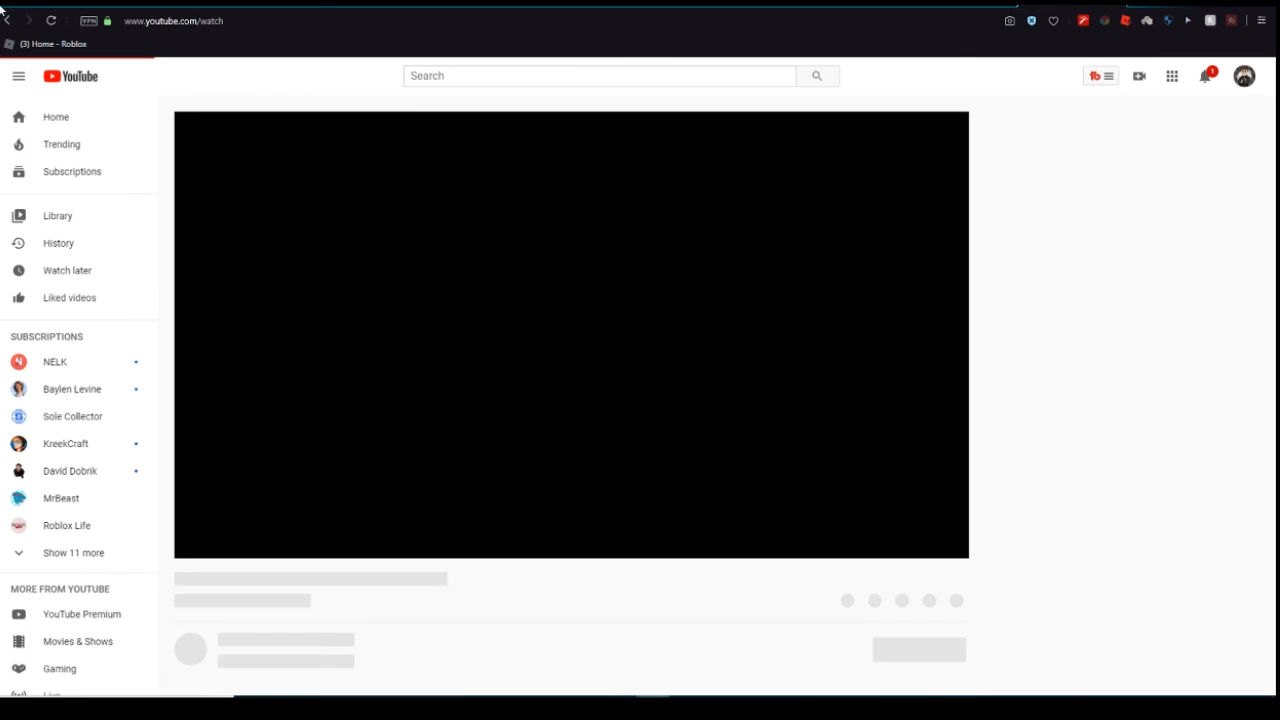 VPN www.youtube.com/watch
(3) Home - Roblox
YouTube
Search
1
Home
Trending
Subscriptions
Library
History
Watch later
Liked videos
SUBSCRIPTIONS
NELK
Baylen Levine
Sole Collector
KreekCraft
David Dobrik
MrBeast
Roblox Life
Show 11 more
MORE FROM YOUTUBE
YouTube Premium
Movies & Shows
Gaming